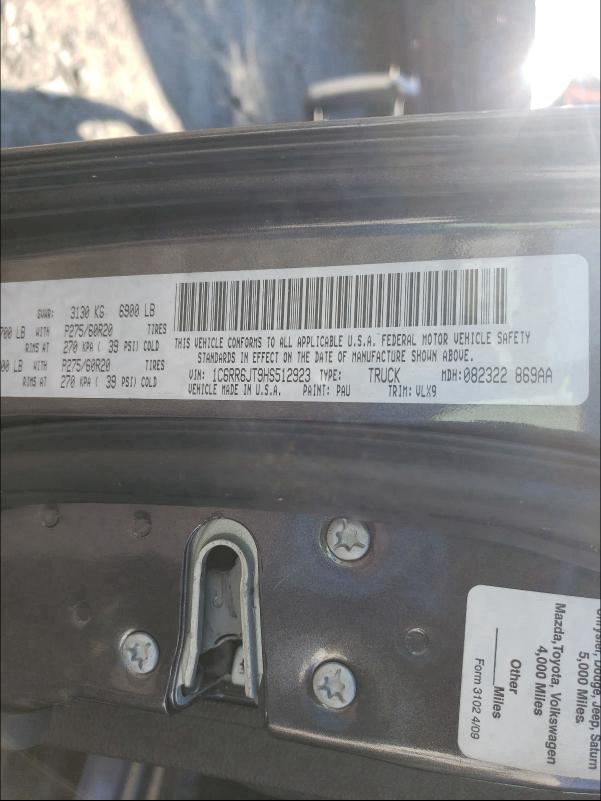 GVWR: 3130 KG 6900 LB
700 LB WITH P275/60R20 TIRES
RIMS AT 270 KPA ( 39 PSI) COLD
00 LB WITH P275/60R20 TIRES
RIMS AT 270 KPA ( 39 PSI) COLD
THIS VEHICLE CONFORMS TO ALL APPLICABLE U.S.A. FEDERAL MOTOR VEHICLE SAFETY
STANDARDS IN EFFECT ON THE DATE OF MANUFACTURE SHOWN ABOVE.
VIN: 1C6RR6JT9HS512923 TYPE: TRUCK MDH: 082322 869AA
VEHICLE MADE IN U.S.A. PAINT: PAU TRIM: VLX9
Chrysler, Dodge, Jeep, Saturn
5,000 Miles
Mazda, Toyota, Volkswagen
4,000 Miles
Other
______Miles
Form 3102 4/09